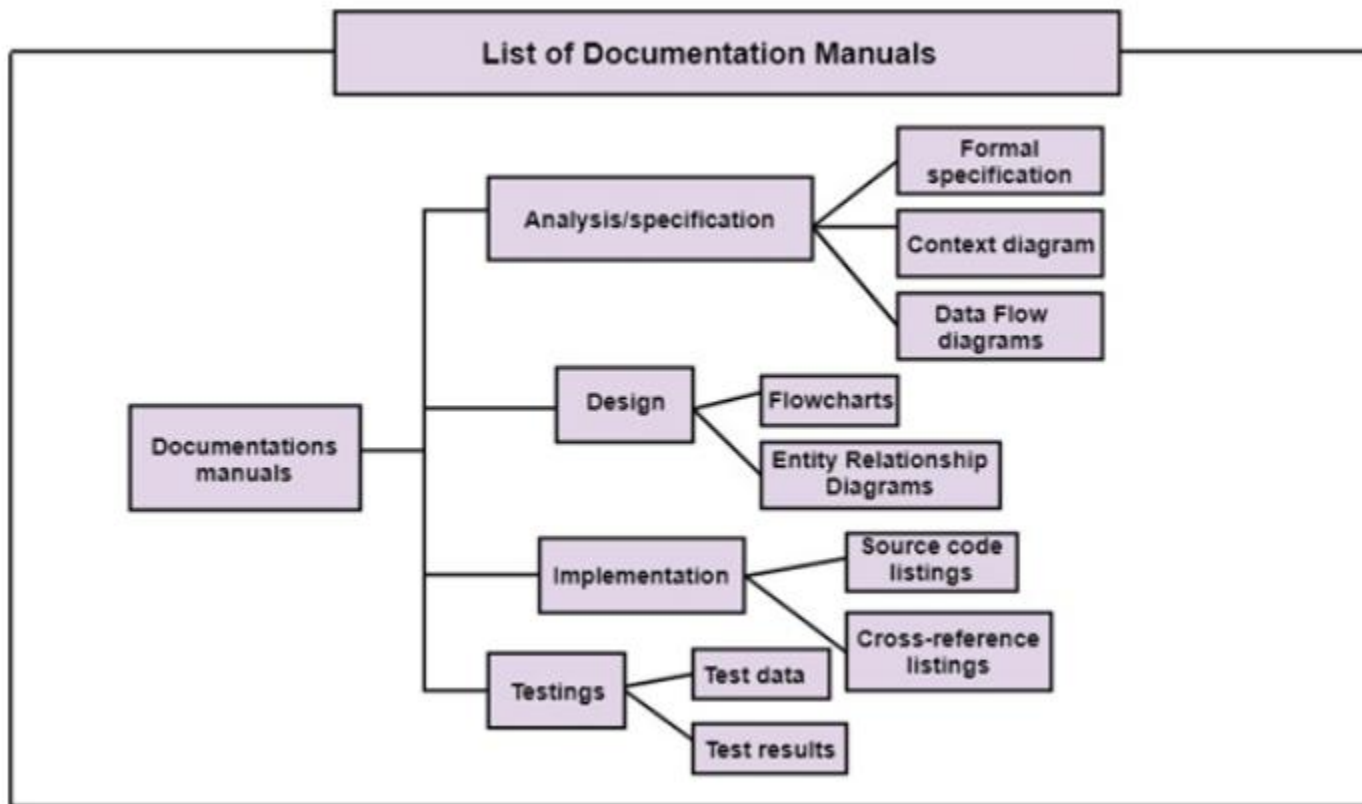 List of Documentation Manuals
Formal
specification
Analysis/specification
Context diagram
Data Flow
diagrams
Design
Flowcharts
Documentations
manuals
Entity Relationship
Diagrams
Source code
listings
Implementation
Cross-reference
listings
Testings
Test data
Test results